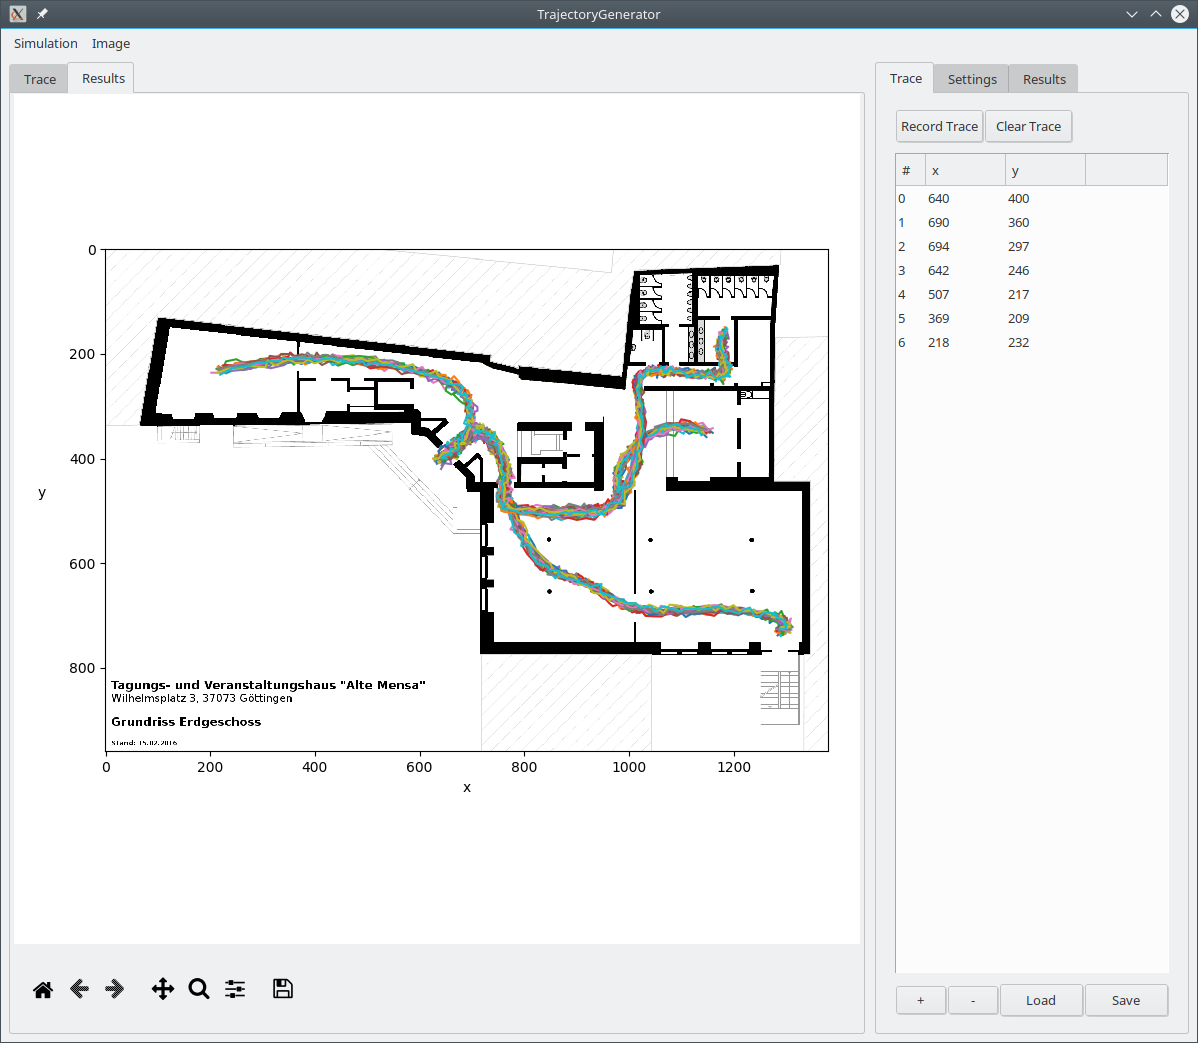 TrajectoryGenerator
Simulation Image
Trace Results
0
200
400
600
800
y
Tagungs- und Veranstaltungshaus "Alte Mensa"
Wilhelmsplatz 3, 37073 Göttingen
Grundriss Erdgeschoss
Stand: 15.02.2016
0 200 400 600 800 1000 1200
x
Trace Settings Results
Record Trace Clear Trace
# x y
0 640 400
1 690 360
2 694 297
3 642 246
4 507 217
5 369 209
6 218 232
+ - Load Save